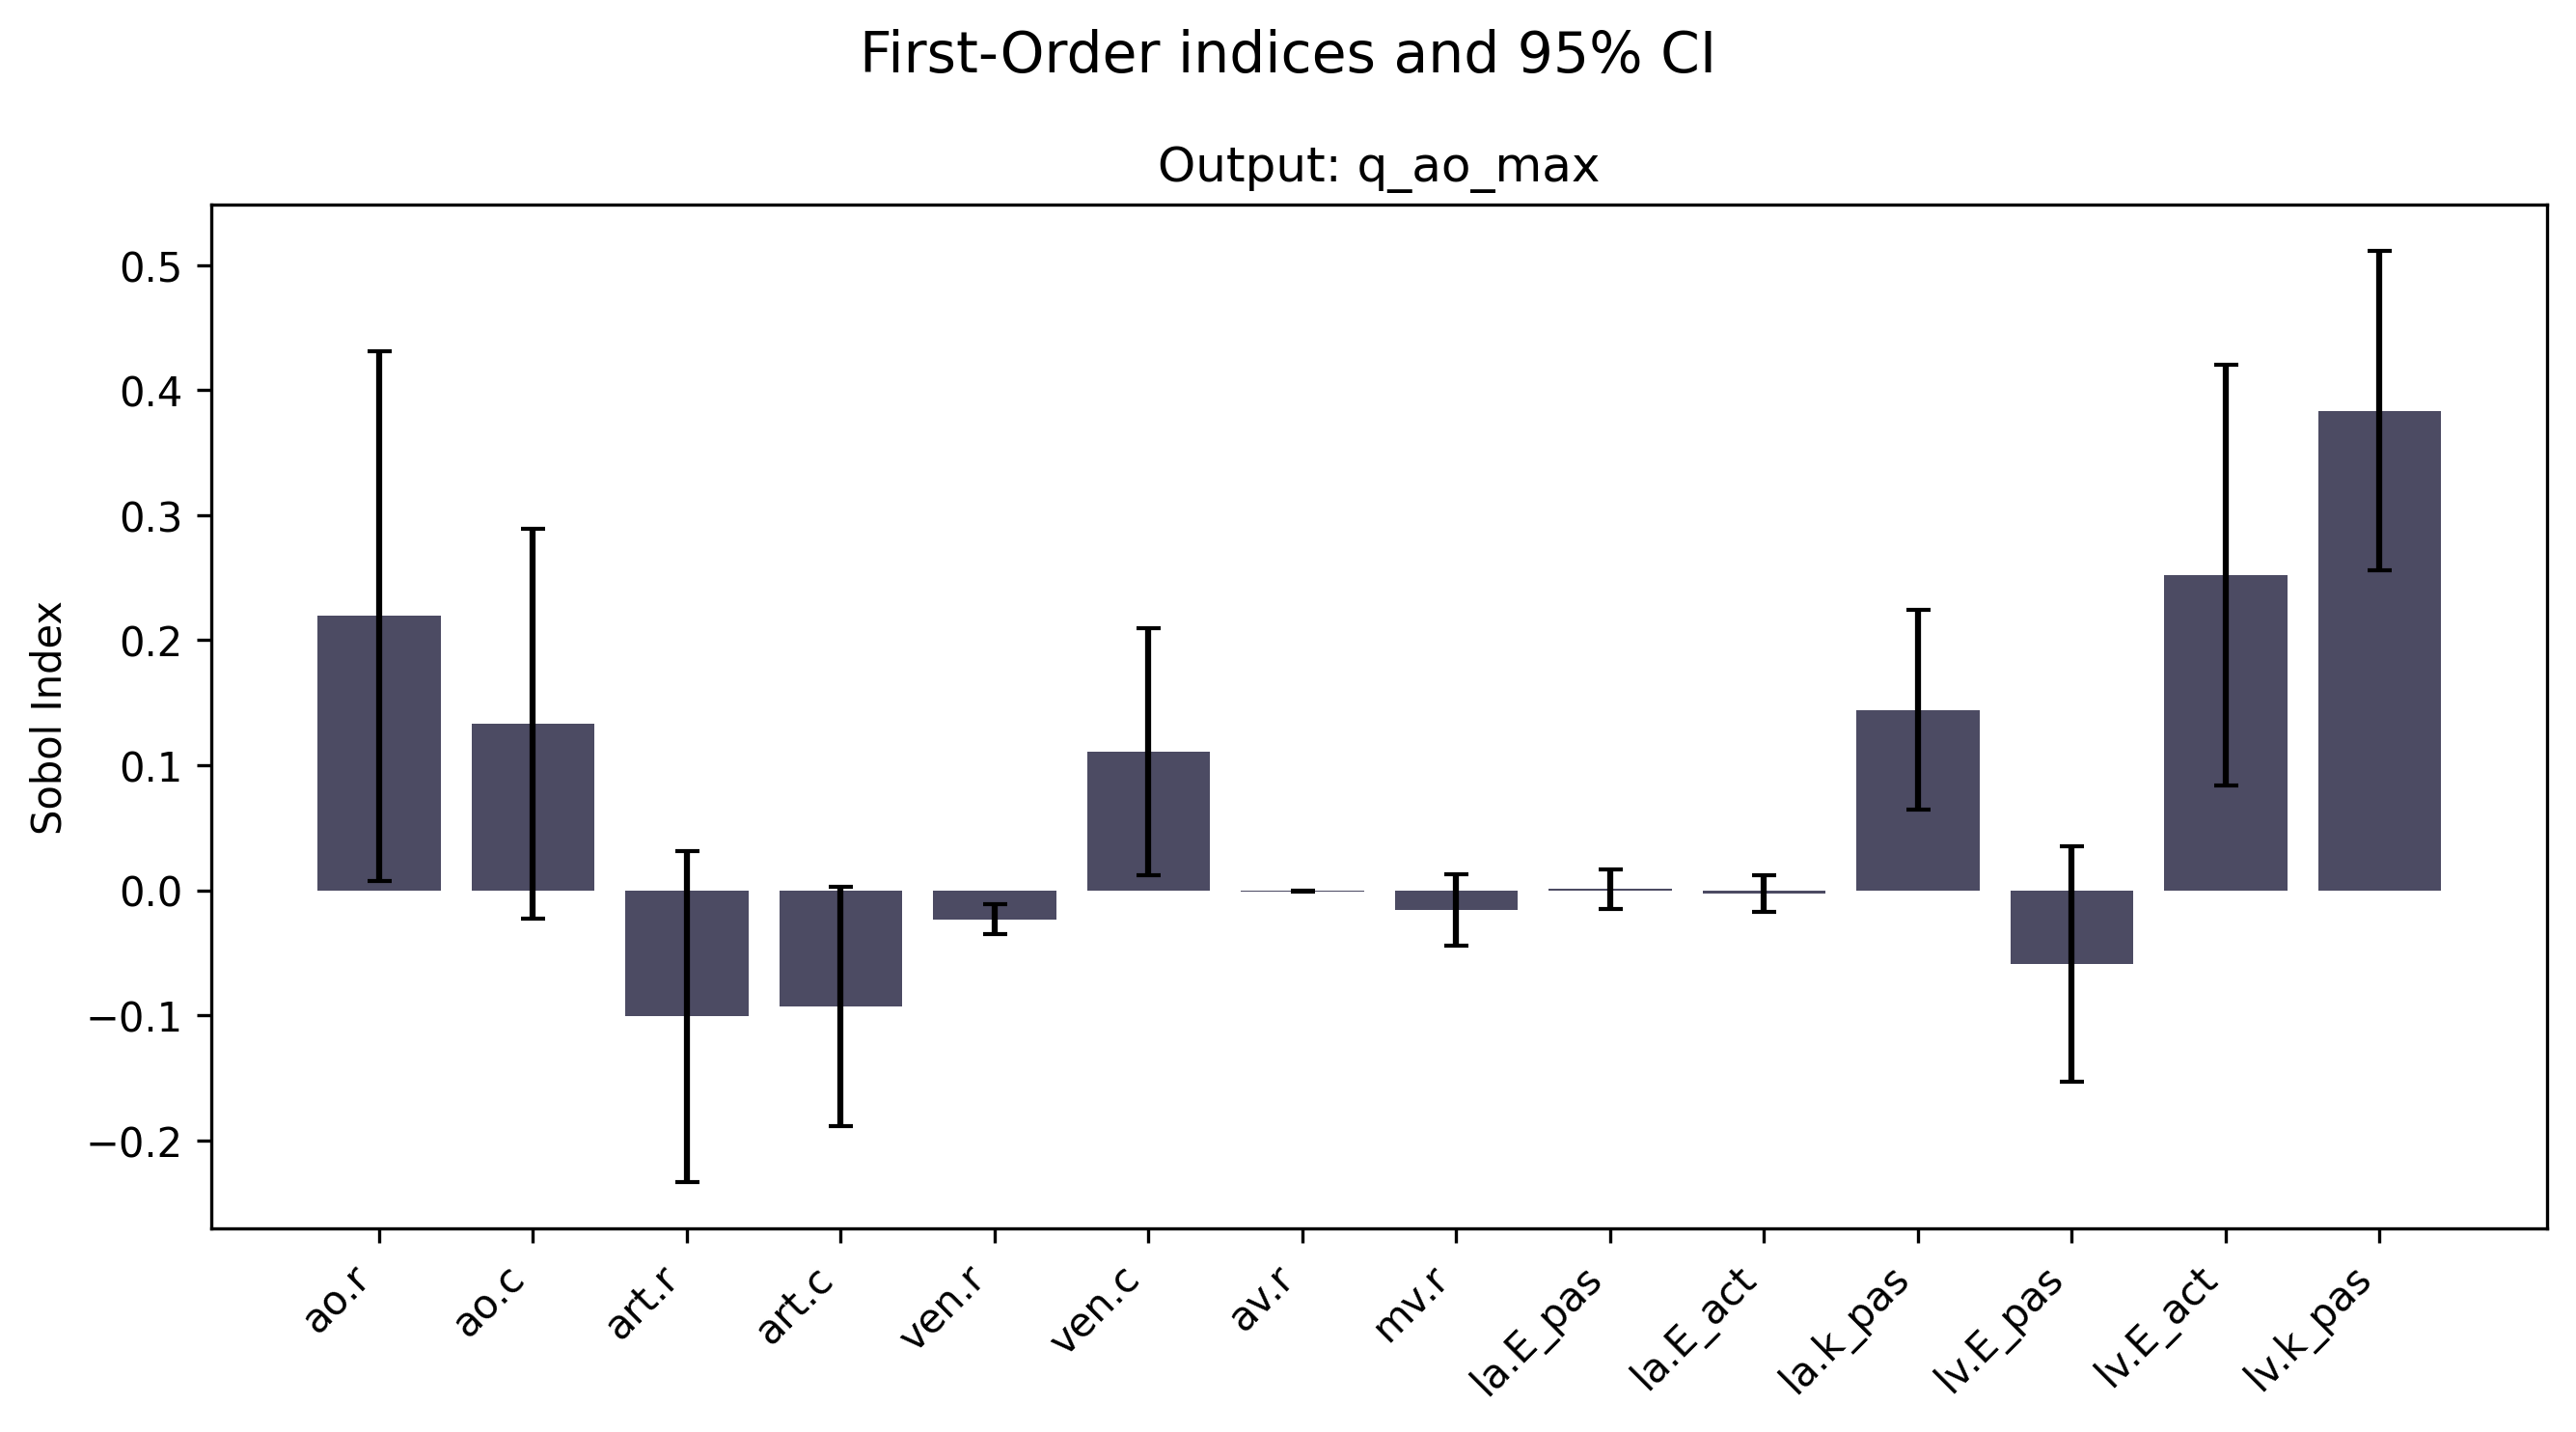 First-Order indices and 95% CI
Output: q_ao_max
Sobol Index
0.5
0.4
0.3
0.2
0.1
0.0
−0.1
−0.2
ao.r
ao.c
art.r
art.c
ven.r
ven.c
av.r
mv.r
la.E_pas
la.E_act
la.k_pas
lv.E_pas
lv.E_act
lv.k_pas